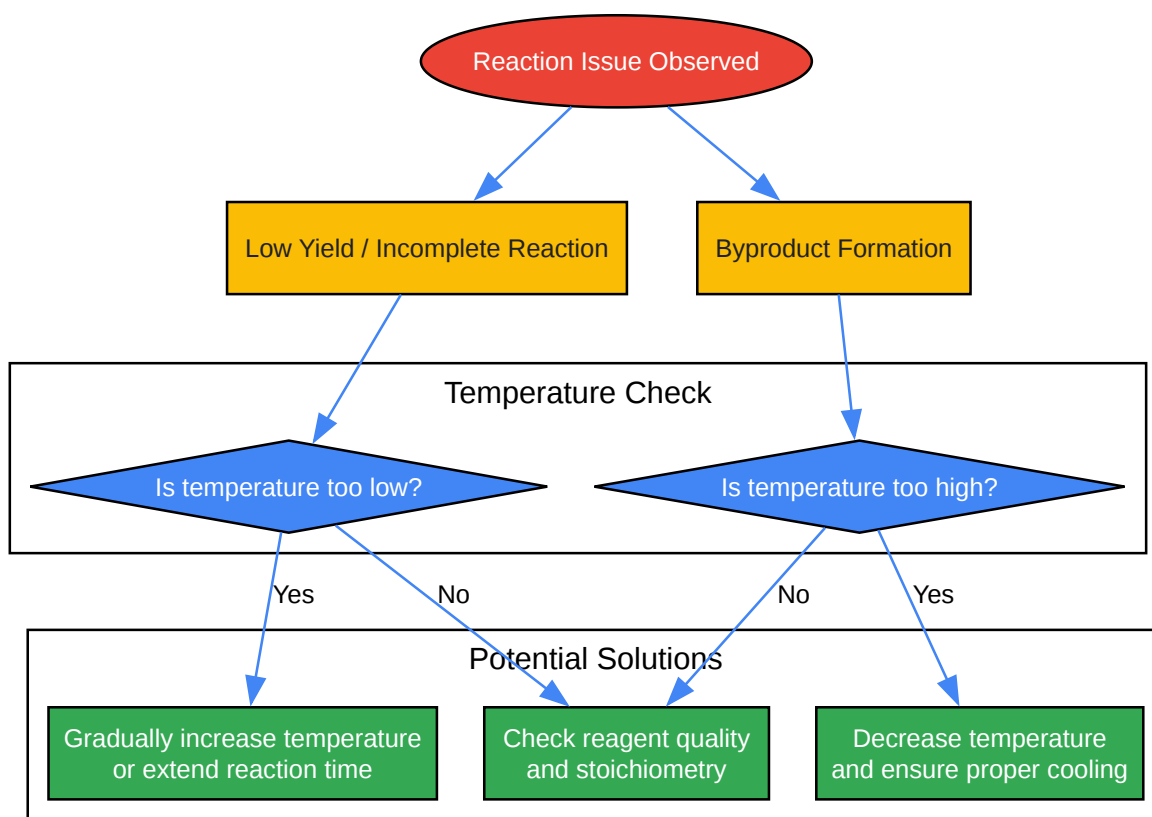 Reaction Issue Observed
Low Yield / Incomplete Reaction
Byproduct Formation
Temperature Check
Is temperature too low?
Is temperature too high?
Yes
No
No
Yes
Potential Solutions
Gradually increase temperature
or extend reaction time
Check reagent quality
and stoichiometry
Decrease temperature
and ensure proper cooling